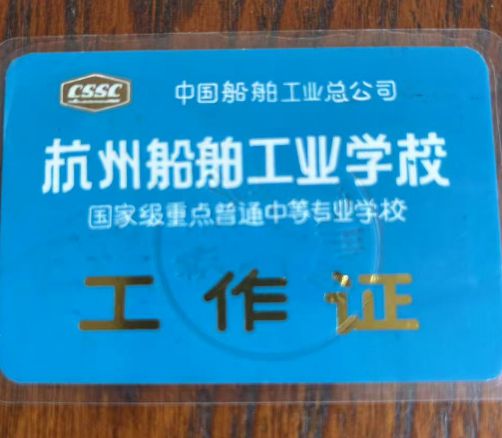 CSSC
中国船舶工业总公司
杭州船舶工业学校
国家级重点普通中等专业学校
工作证